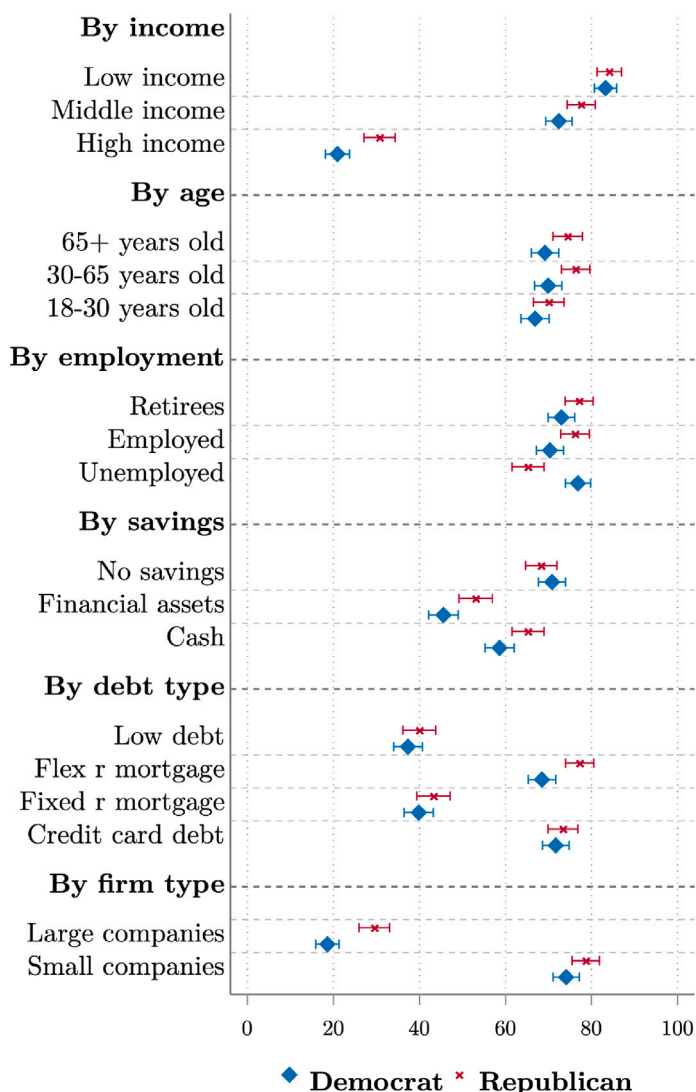 By income
Low income
Middle income
High income
By age
65+ years old
30-65 years old
18-30 years old
By employment
Retirees
Employed
Unemployed
By savings
No savings
Financial assets
Cash
By debt type
Low debt
Flex r mortgage
Fixed r mortgage
Credit card debt
By firm type
Large companies
Small companies
0 20 40 60 80 100
Democrat Republican